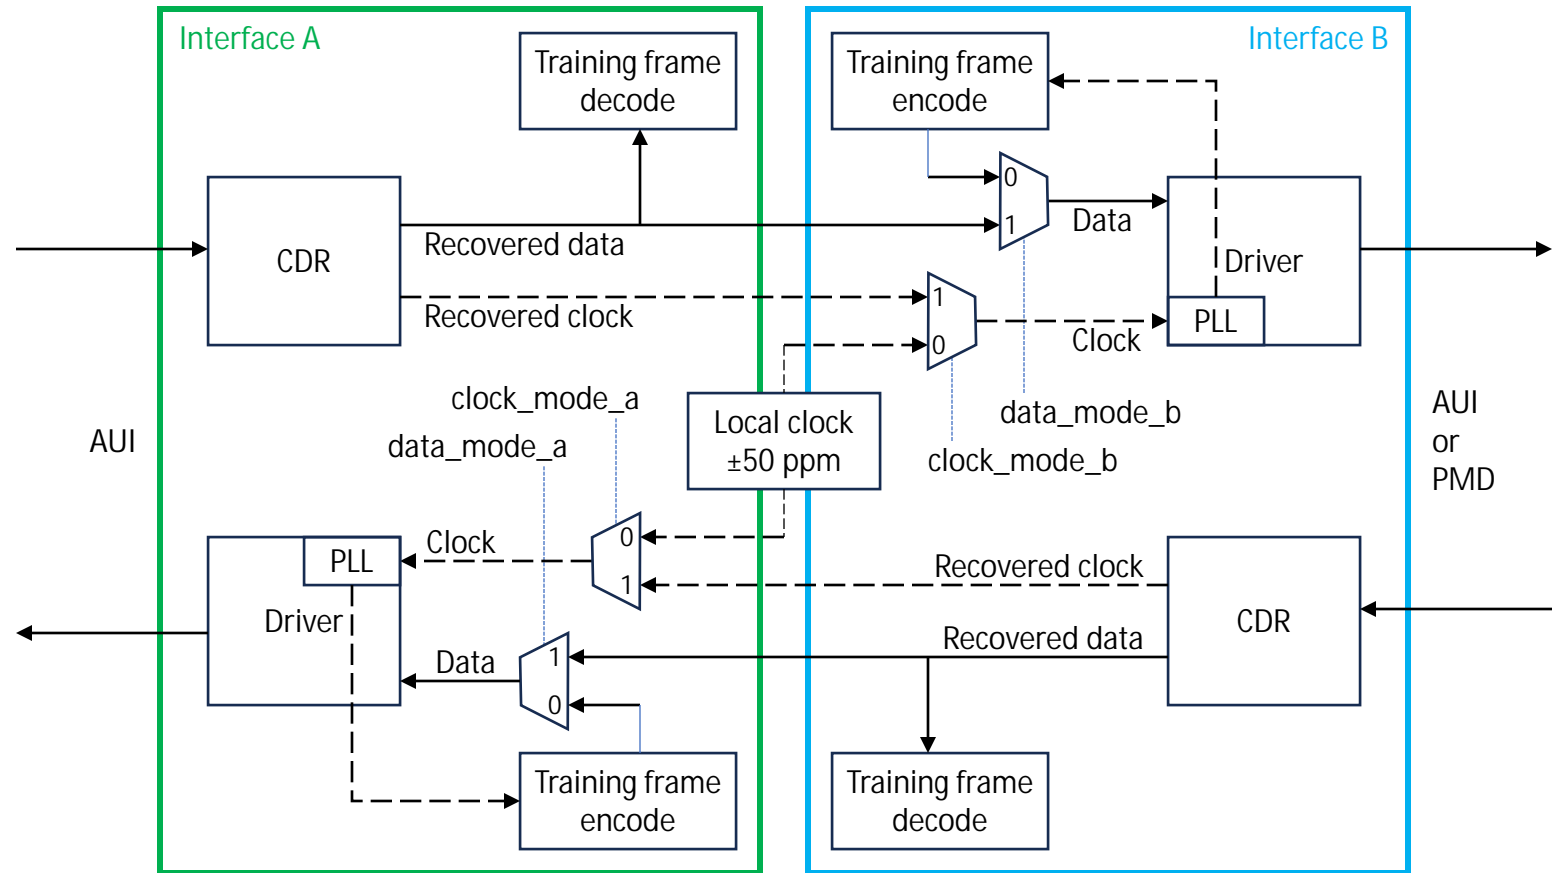 Interface A
Interface B
Training frame
decode
Training frame
encode
0
1
CDR
Recovered data
Data
Driver
Recovered clock
1
0
PLL
Clock
clock_mode_a
data_mode_a
AUI
Local clock
±50 ppm
data_mode_b
clock_mode_b
AUI
or
PMD
PLL
Clock
0
1
Recovered clock
Driver
CDR
Data
1
0
Recovered data
Training frame
encode
Training frame
decode